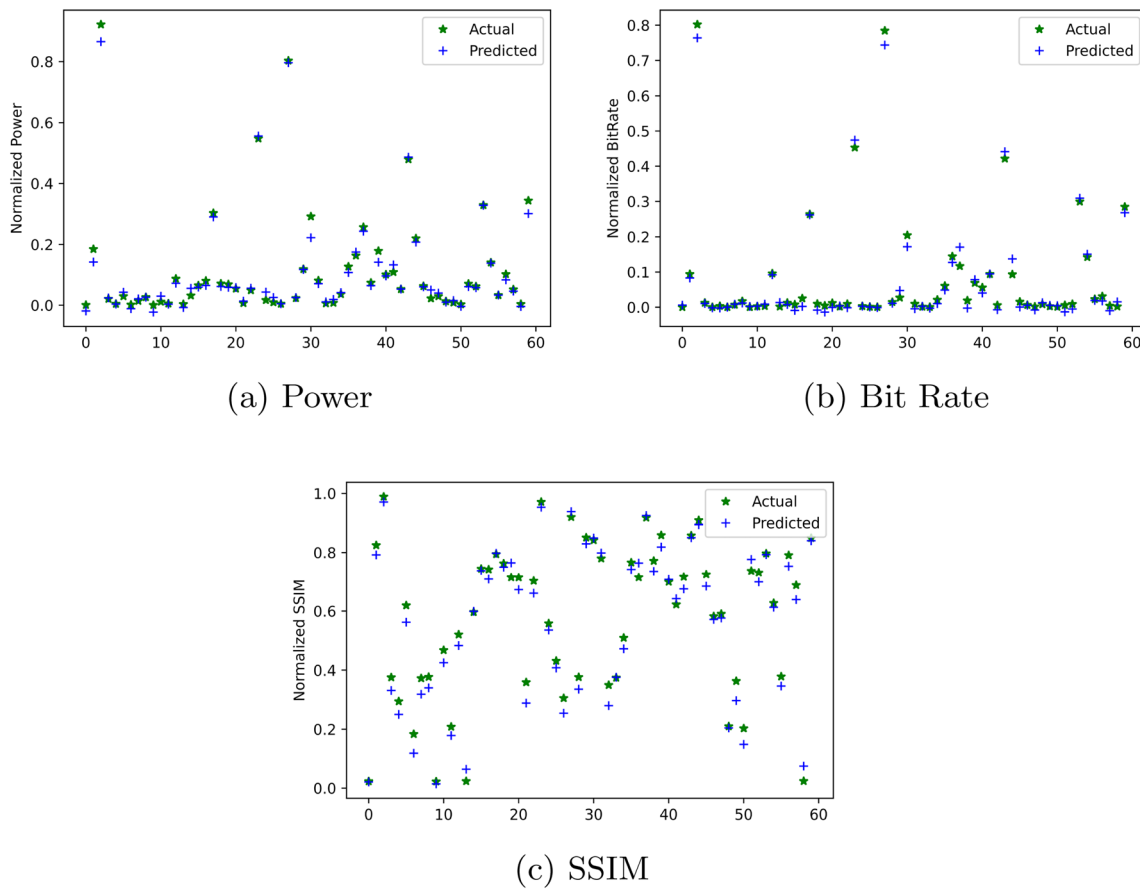 Normalized Power
0.8
0.6
0.4
0.2
0.0
0 10 20 30 40 50 60
Actual
Predicted
(a) Power
Normalized BitRate
0.8
0.7
0.6
0.5
0.4
0.3
0.2
0.1
0.0
0 10 20 30 40 50 60
Actual
Predicted
(b) Bit Rate
Normalized SSIM
1.0
0.8
0.6
0.4
0.2
0.0
0 10 20 30 40 50 60
Actual
Predicted
(c) SSIM